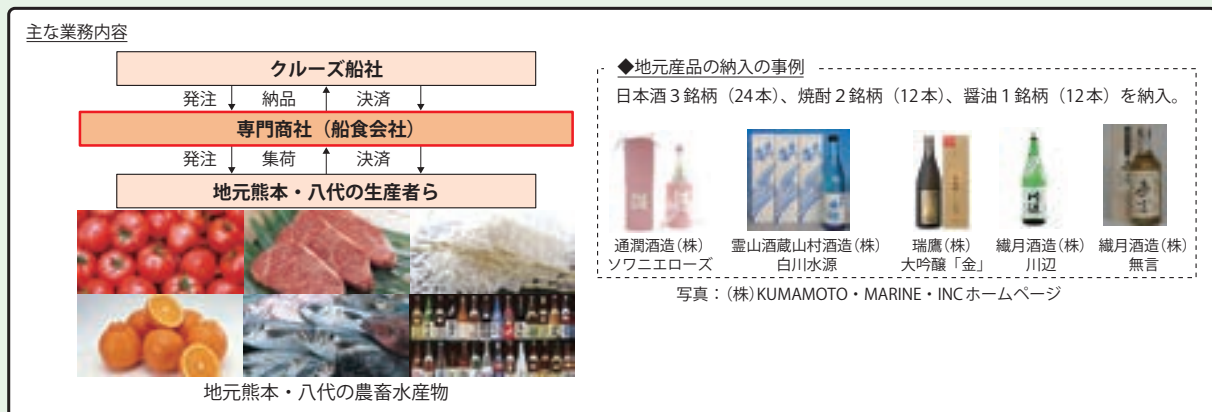 主な業務内容
クルーズ船社
発注 納品 決済
専門商社（船食会社）
発注 集荷 決済
地元熊本・八代の生産者ら
地元熊本・八代の農畜水産物
◆地元産品の納入の事例
日本酒３銘柄（24本）、焼酎２銘柄（12本）、醤油１銘柄（12本）を納入。
通潤酒造（株）
ソワニエローズ
霊山酒蔵山村酒造（株）
白川水源
瑞鷹（株）
大吟醸「金」
繊月酒造（株）
川辺
繊月酒造（株）
無言
写真：（株）KUMAMOTO・MARINE・INCホームページ